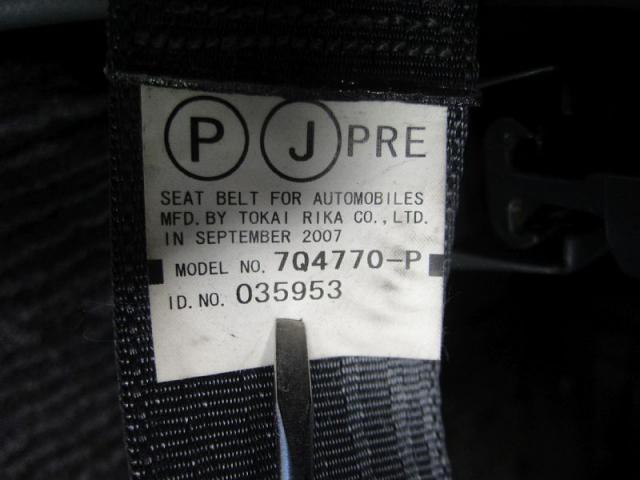 P J PRE
SEAT BELT FOR AUTOMOBILES
MFD. BY TOKAI RIKA CO., LTD.
IN SEPTEMBER 2007
MODEL NO. 7Q4770-P
ID. NO. 035953